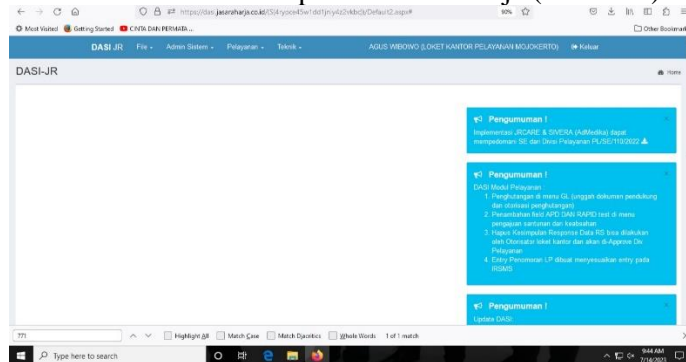 Most Visited Getting Started CINTA DAN PERMATA ... Other Bookmarks
DASI JR File Admin Sistem Pelayanan Teknik AGUS WIBOWO (LOKET KANTOR PELAYANAN MOJOKERTO) Keluar
DASI-JR Home
Pengumuman !
Implementasi JRCARE & SIVERA (AdMedika) dapat
mempedomani SE dari Divisi Pelayanan PL/SE/110/2022
Pengumuman !
DASI Modul Pelayanan
1. Penghutangan di menu GL (unggah dokumen pendukung
dan otorisasi penghutangan)
2. Penambahan field APD DAN RAPID test di menu
pengajuan santunan dan keabsahan
3. Hapus Kesimpulan Response Data RS bisa dilakukan
oleh Otorisator loket kantor dan akan di-Approve Div
Pelayanan
4. Entry Penomoran LP dibuat menyesuaikan entry pada
IRSMS
Pengumuman !
Update DASI:
771 Highlight All Match Case Match Diacritics Whole Words 1 of 1 match
Type here to search 9:44 AM
7/14/2023